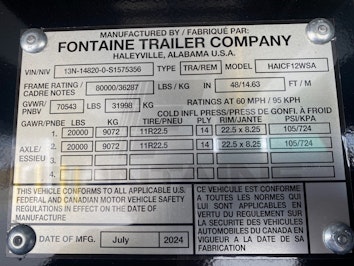 MANUFACTURED BY / FABRIQUÉ PAR:
FONTAINE TRAILER COMPANY
HALEYVILLE, ALABAMA U.S.A.
VIN/NIV 13N-14820-0-S1575356 TYPE TRA/REM MODEL HAICF12WSA
FRAME RATING / CADRE NOTES 80000/36287 LBS / KG IN 48/14.63 FT / M
GVWR/ PNBV 70543 LBS 31998 KG RATINGS AT 60 MPH / 95 KPH
COLD INFL PRESS/PRESS DE GONFL À FROID
GAWR/PNBE LBS KG TIRE/PNEU PLY RIM/JANTE PSI/KPA
1. 20000 9072 11R22.5 14 22.5 x 8.25 105/724
AXLE/ ESSIEU 2. 20000 9072 11R22.5 14 22.5 x 8.25 105/724
3.
4.
THIS VEHICLE CONFORMS TO ALL APPLICABLE U.S.
FEDERAL AND CANADIAN MOTOR VEHICLE SAFETY
REGULATIONS IN EFFECT ON THE DATE OF
MANUFACTURE
CE VÉHICULE EST CONFORME
A TOUTES LES NORMES QUI
LUI SONT APPLICABLES EN
VERTU DU RÉGULEMENT SUR
LA SECURITE DES VEHICULES
AUTOMOBILES DU CANADA EN
VIGUEUR A LA DATE DE SA
FABRICATION
DATE OF MFG. July 2024